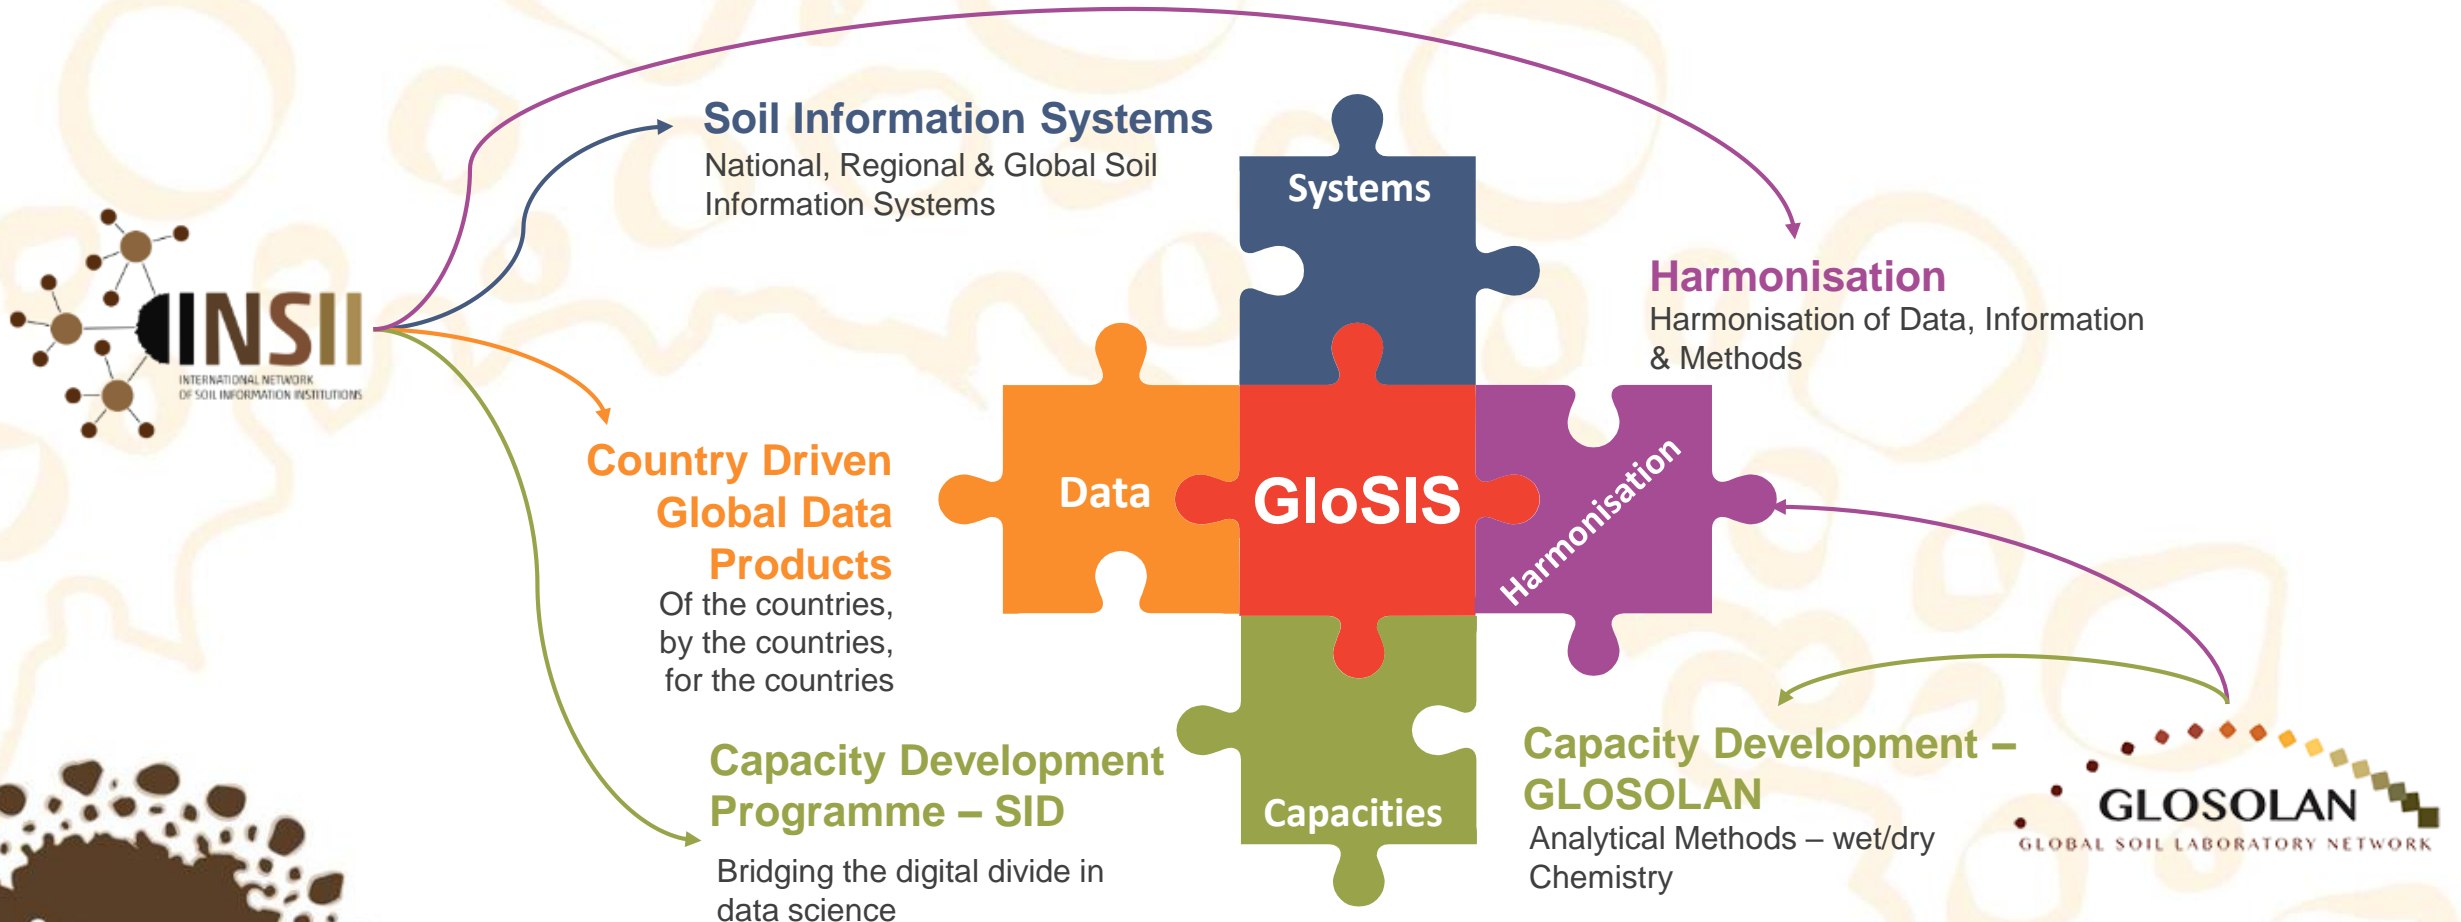 Soil Information Systems
National, Regional & Global Soil
Information Systems
Systems
Harmonisation
Harmonisation of Data, Information
& Methods
INSII
INTERNATIONAL NETWORK
OF SOIL INFORMATION INSTITUTIONS
Country Driven
Global Data
Products
Of the countries,
by the countries,
for the countries
Data
GloSIS
Harmonisation
Capacity Development
Programme – SID
Bridging the digital divide in
data science
Capacities
Capacity Development –
GLOSOLAN
Analytical Methods – wet/dry
Chemistry
GLOSOLAN
GLOBAL SOIL LABORATORY NETWORK